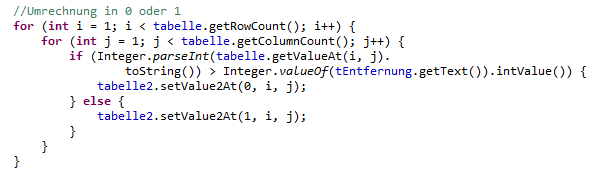 //Umrechnung in 0 oder 1
for (int i = 1; i < tabelle.getRowCount(); i++) {
    for (int j = 1; j < tabelle.getColumnCount(); j++) {
        if (Integer.parseInt(tabelle.getValueAt(i, j).
                toString()) > Integer.valueOf(tEntfernung.getText()).intValue()) {
            tabelle2.setValue2At(0, i, j);
        } else {
            tabelle2.setValue2At(1, i, j);
        }
    }
}